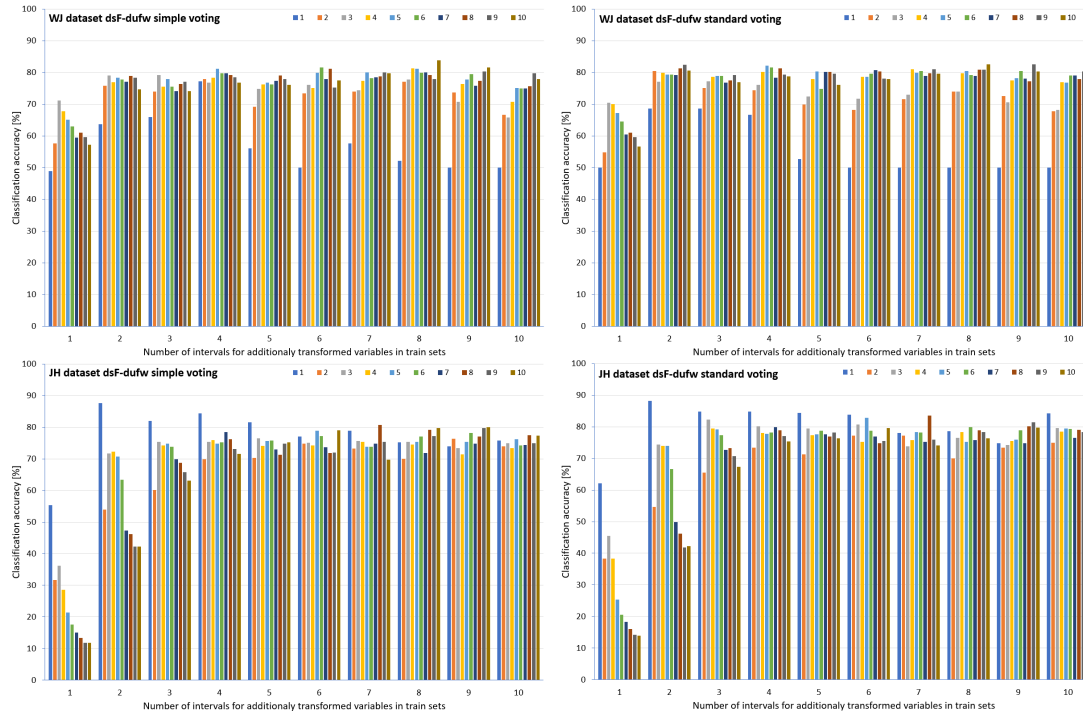 WJ dataset dsF-dufw simple voting
1 2 3 4 5 6 7 8 9 10
Classification accuracy [%]
100
90
80
70
60
50
40
30
20
10
0
1 2 3 4 5 6 7 8 9 10
Number of intervals for additionaly transformed variables in train sets
WJ dataset dsF-dufw standard voting
1 2 3 4 5 6 7 8 9 10
Classification accuracy [%]
100
90
80
70
60
50
40
30
20
10
0
1 2 3 4 5 6 7 8 9 10
Number of intervals for additionaly transformed variables in train sets
JH dataset dsF-dufw simple voting
1 2 3 4 5 6 7 8 9 10
Classification accuracy [%]
100
90
80
70
60
50
40
30
20
10
0
1 2 3 4 5 6 7 8 9 10
Number of intervals for additionaly transformed variables in train sets
JH dataset dsF-dufw standard voting
1 2 3 4 5 6 7 8 9 10
Classification accuracy [%]
100
90
80
70
60
50
40
30
20
10
0
1 2 3 4 5 6 7 8 9 10
Number of intervals for additionaly transformed variables in train sets